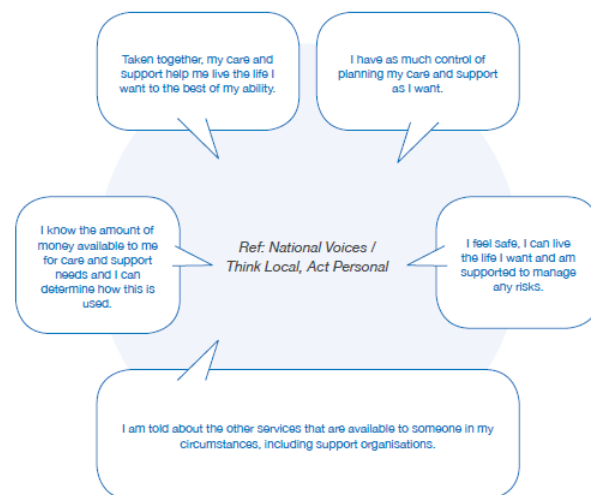 Taken together, my care and
support help me live the life I
want to the best of my ability.
I have as much control of
planning my care and support
as I want.
I know the amount of
money available to me
for care and support
needs and I can
determine how this is
used.
Ref: National Voices /
Think Local, Act Personal
I feel safe, I can live
the life I want and am
supported to manage
any risks.
I am told about the other services that are available to someone in my
circumstances, including support organisations.